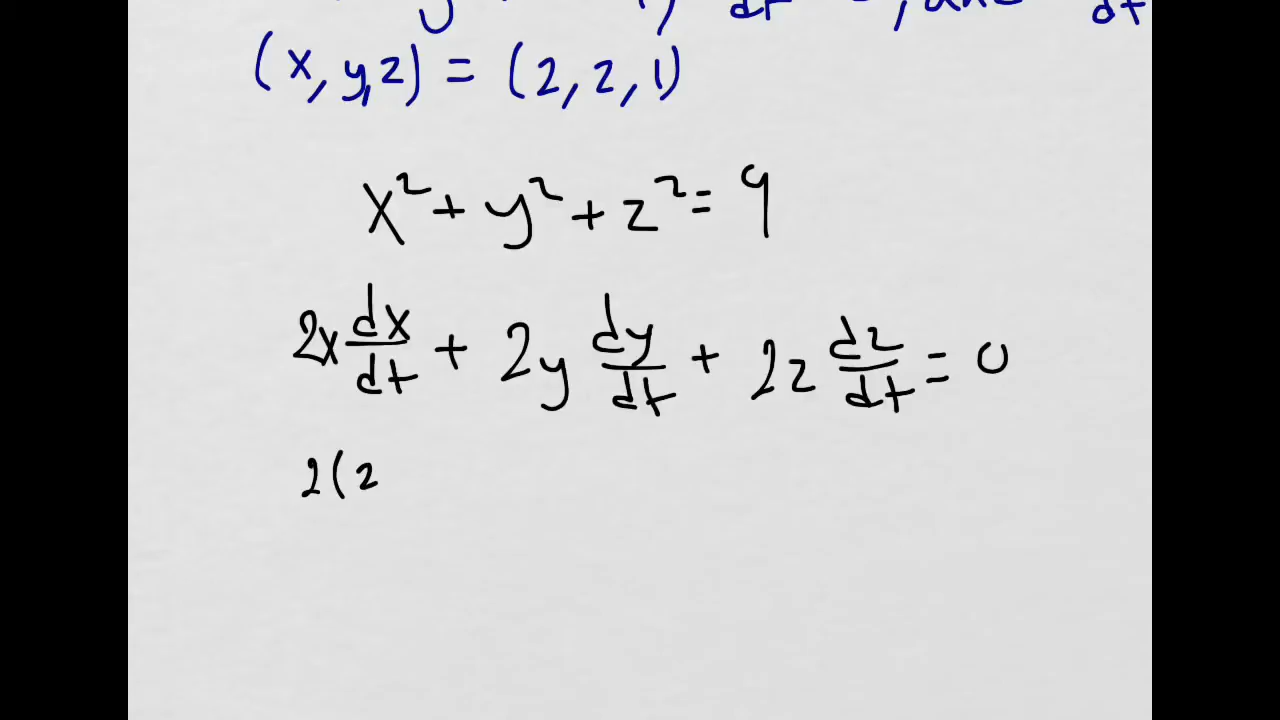 (x, y, z) = (2, 2, 1)
x² + y² + z² = 9
2x dx/dt + 2y dy/dt + 2z dz/dt = 0
2(2